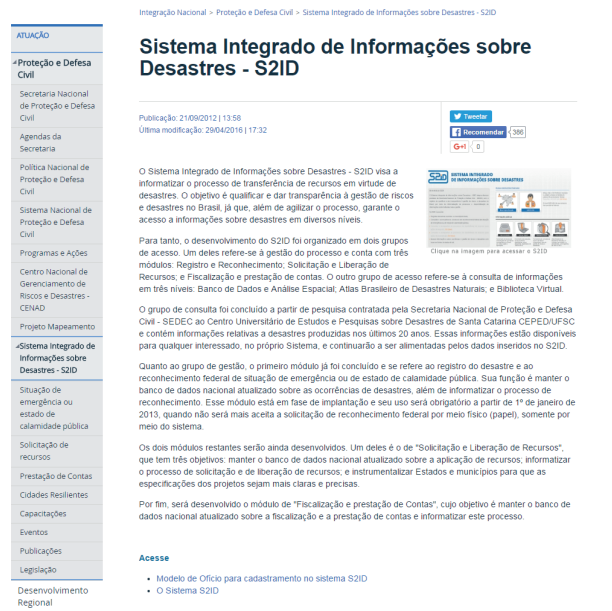 Integração Nacional > Proteção e Defesa Civil > Sistema Integrado de Informações sobre Desastres - S2ID
ATUAÇÃO
Proteção e Defesa
Civil
Secretaria Nacional
de Proteção e Defesa
Civil
Agendas da
Secretaria
Política Nacional de
Proteção e Defesa
Civil
Sistema Nacional de
Proteção e Defesa
Civil
Programas e Ações
Centro Nacional de
Gerenciamento de
Riscos e Desastres -
CENAD
Projeto Mapeamento
Sistema Integrado de
Informações sobre
Desastres - S2ID
Situação de
emergência ou
estado de
calamidade pública
Solicitação de
recursos
Prestação de Contas
Cidades Resilientes
Capacitações
Eventos
Publicações
Legislação
Desenvolvimento
Regional
Sistema Integrado de Informações sobre
Desastres - S2ID
Publicação: 21/09/2012 | 13:58
Última modificação: 29/04/2016 | 17:32
Tweetar
Recomendar 386
G+1 0
O Sistema Integrado de Informações sobre Desastres - S2ID visa a
informatizar o processo de transferência de recursos em virtude de
desastres. O objetivo é qualificar e dar transparência à gestão de riscos
e desastres no Brasil, já que, além de agilizar o processo, garante o
acesso a informações sobre desastres em diversos níveis.
S2ID SISTEMA INTEGRADO
DE INFORMAÇÕES SOBRE DESASTRES
Clique na imagem para acessar o S2ID
Para tanto, o desenvolvimento do S2ID foi organizado em dois grupos
de acesso. Um deles refere-se à gestão do processo e conta com três
módulos: Registro e Reconhecimento; Solicitação e Liberação de
Recursos; e Fiscalização e prestação de contas. O outro grupo de acesso refere-se à consulta de informações
em três níveis: Banco de Dados e Análise Espacial; Atlas Brasileiro de Desastres Naturais; e Biblioteca Virtual.
O grupo de consulta foi concluído a partir de pesquisa contratada pela Secretaria Nacional de Proteção e Defesa
Civil - SEDEC ao Centro Universitário de Estudos e Pesquisas sobre Desastres de Santa Catarina CEPED/UFSC
e contém informações relativas a desastres produzidas nos últimos 20 anos. Essas informações estão disponíveis
para qualquer interessado, no próprio Sistema, e continuarão a ser alimentadas pelos dados inseridos no S2ID.
Quanto ao grupo de gestão, o primeiro módulo já foi concluído e se refere ao registro do desastre e ao
reconhecimento federal de situação de emergência ou de estado de calamidade pública. Sua função é manter o
banco de dados nacional atualizado sobre as ocorrências de desastres, além de informatizar o processo de
reconhecimento. Esse módulo está em fase de implantação e seu uso será obrigatório a partir de 1º de janeiro de
2013, quando não será mais aceita a solicitação de reconhecimento federal por meio físico (papel), somente por
meio do sistema.
Os dois módulos restantes serão ainda desenvolvidos. Um deles é o de "Solicitação e Liberação de Recursos",
que tem três objetivos: manter o banco de dados nacional atualizado sobre a aplicação de recursos; informatizar
o processo de solicitação e de liberação de recursos; e instrumentalizar Estados e municípios para que as
especificações dos projetos sejam mais claras e precisas.
Por fim, será desenvolvido o módulo de "Fiscalização e prestação de Contas", cujo objetivo é manter o banco de
dados nacional atualizado sobre a fiscalização e a prestação de contas e informatizar este processo.
Acesse
• Modelo de Ofício para cadastramento no sistema S2ID
• O Sistema S2ID